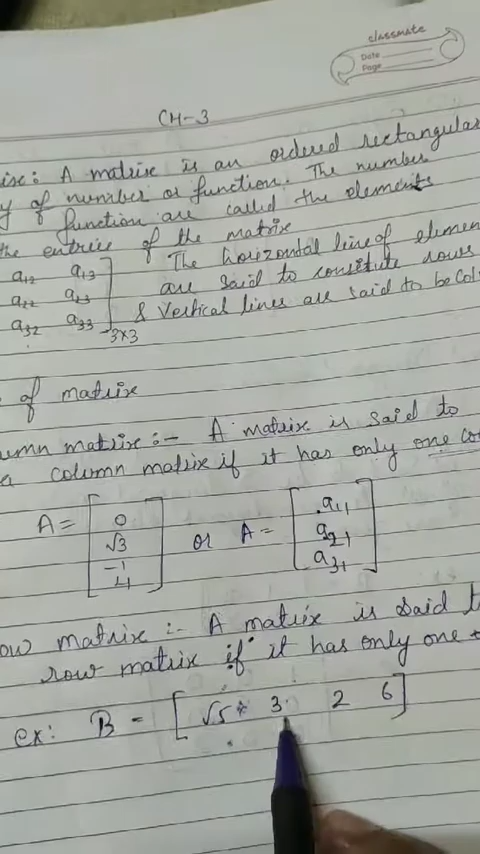 classmate
Date
Page
CH-3
ix: A matrix is an ordered rectangular
y of number or function. The number
function are called the elements
the entries of the matrix
a12 a13 The horizontal line of elemen
a22 a23 are said to constitute rows
a32 a33 3×3 & Vertical lines are said to be Col
of matrix
umn matrix :- A matrix is said to
a column matrix if it has only one co
A = [0 √3 -1 4] or A = [a11 a21 a31]
ow matrix :- A matrix is said t
row matrix if it has only one
ex: B = [√5 3 2 6]